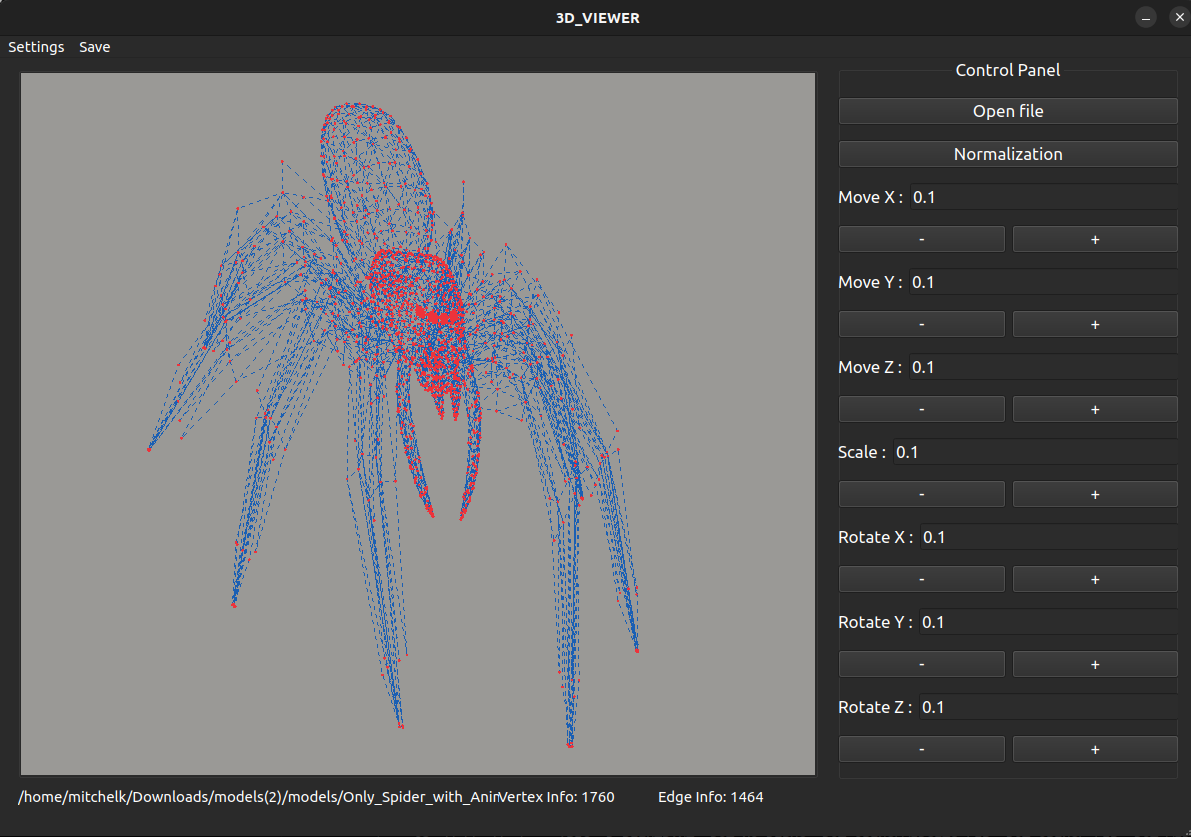 3D_VIEWER
Settings Save
Control Panel
Open file
Normalization
Move X : 0.1
- +
Move Y : 0.1
- +
Move Z : 0.1
- +
Scale : 0.1
- +
Rotate X : 0.1
- +
Rotate Y : 0.1
- +
Rotate Z : 0.1
- +
/home/mitchelk/Downloads/models(2)/models/Only_Spider_with_Anin Vertex Info: 1760 Edge Info: 1464